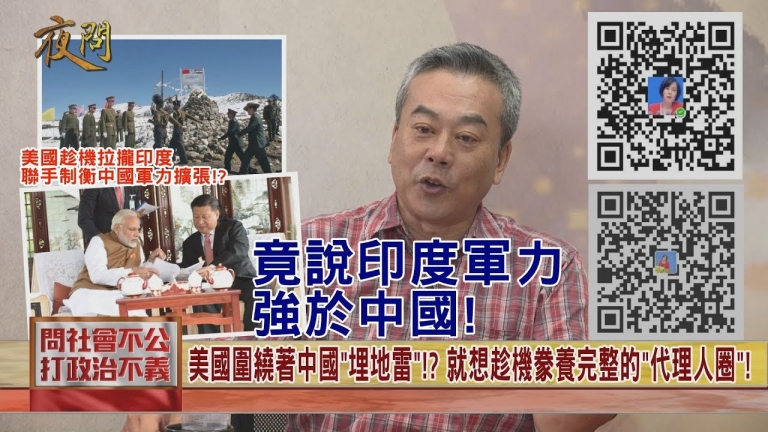 夜問
美國趁機拉攏印度
聯手制衡中國軍力擴張!?
竟說印度軍力
強於中國!
問社會不公
打政治不義
美國圍繞著中國"埋地雷"!? 就想趁機豢養完整的"代理人圈"!